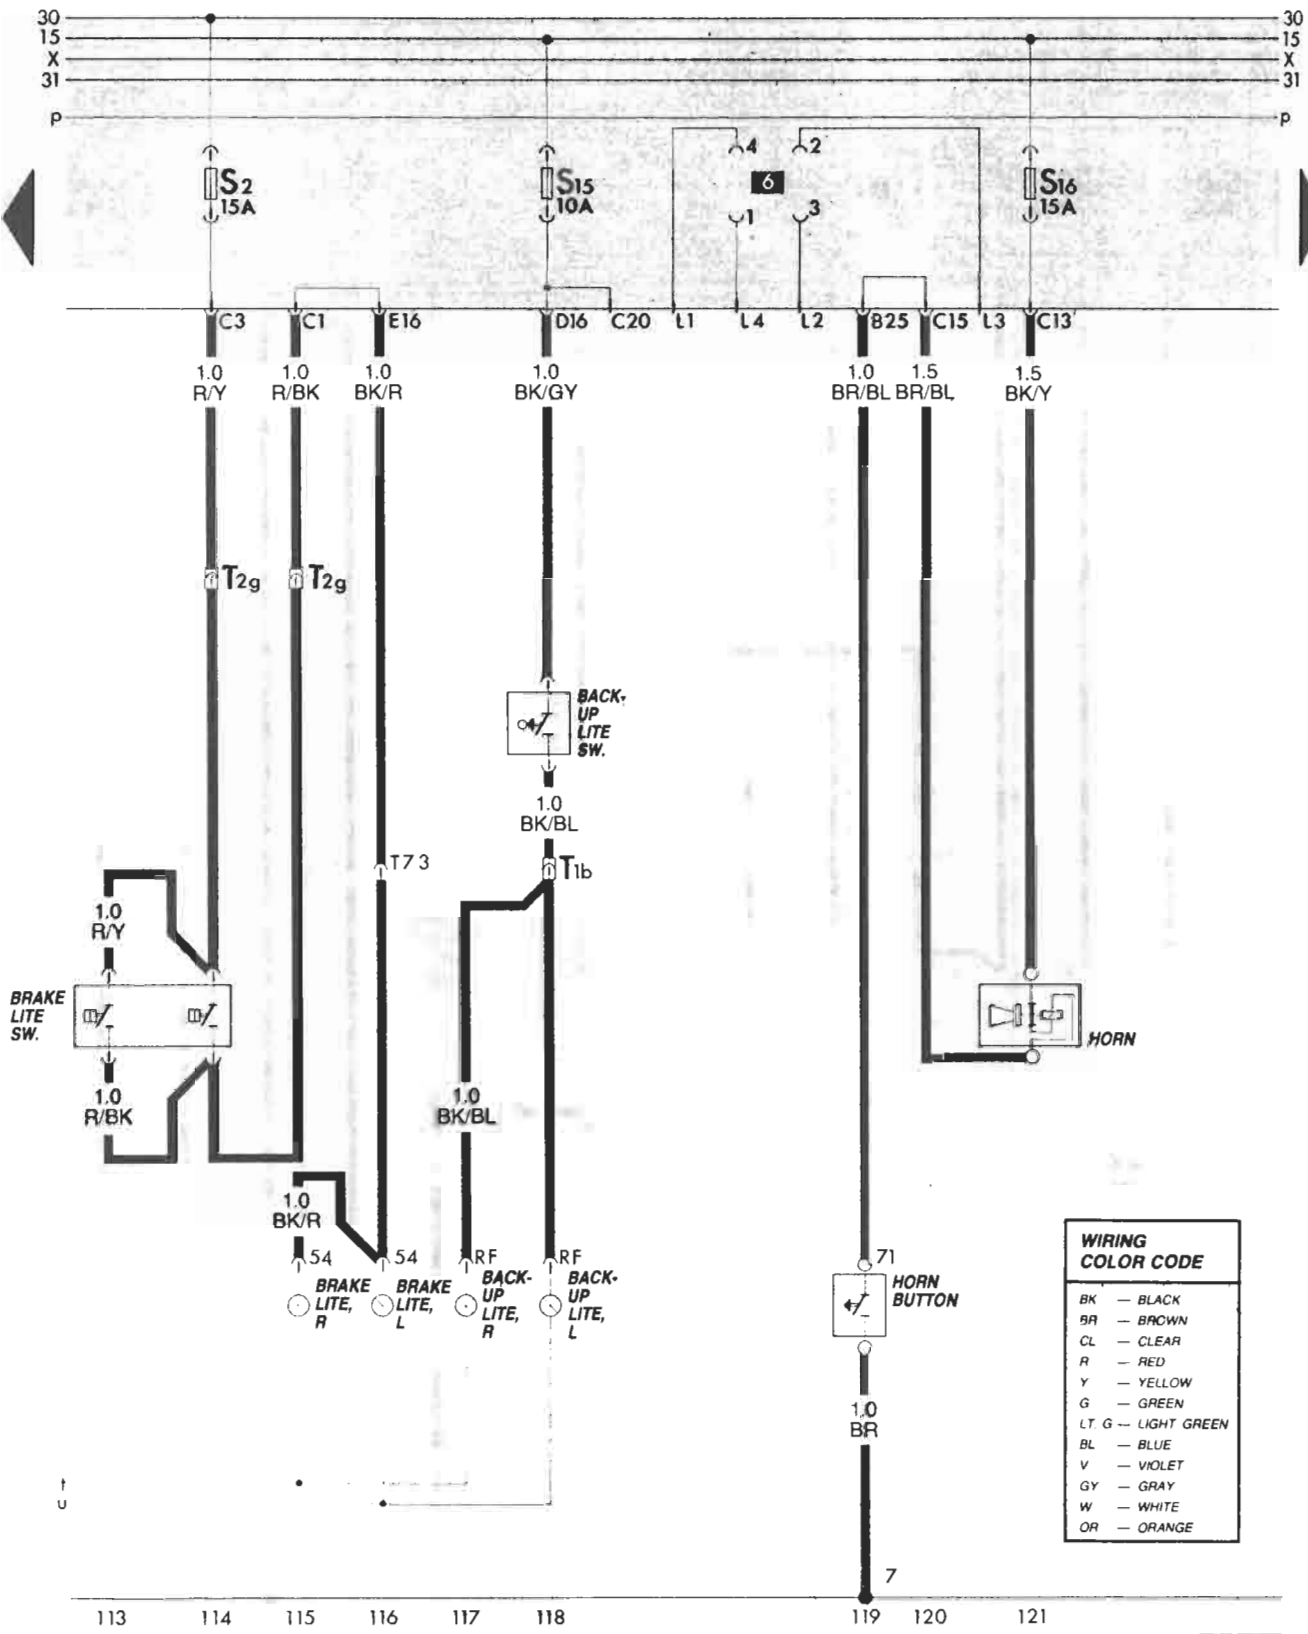 30 30
15 15
X X
31 31
p p
4 2
S2 S15 6 S16
15A 10A 1 3 15A
C3 C1 E16 D16 C20 L1 L4 L2 B25 C15 L3 C13
1.0 1.0 1.0 1.0 1.0 1.5 1.5
R/Y R/BK BK/R BK/GY BR/BL BR/BL BK/Y
T2g T2g
BACK-
UP
LITE
SW.
1.0
BK/BL
T73 T1b
1.0
R/Y
BRAKE
LITE
SW.
HORN
1.0 1.0
R/BK BK/BL
1.0
BK/R
54 54 RF RF 71
BRAKE
LITE,
R
BRAKE
LITE,
L
BACK-
UP
LITE,
R
BACK-
UP
LITE,
L
HORN
BUTTON
1.0
BR
WIRING
COLOR CODE
BK — BLACK
BR — BROWN
CL — CLEAR
R — RED
Y — YELLOW
G — GREEN
LT. G — LIGHT GREEN
BL — BLUE
V — VIOLET
GY — GRAY
W — WHITE
OR — ORANGE
t
u
7
113 114 115 116 117 118 119 120 121